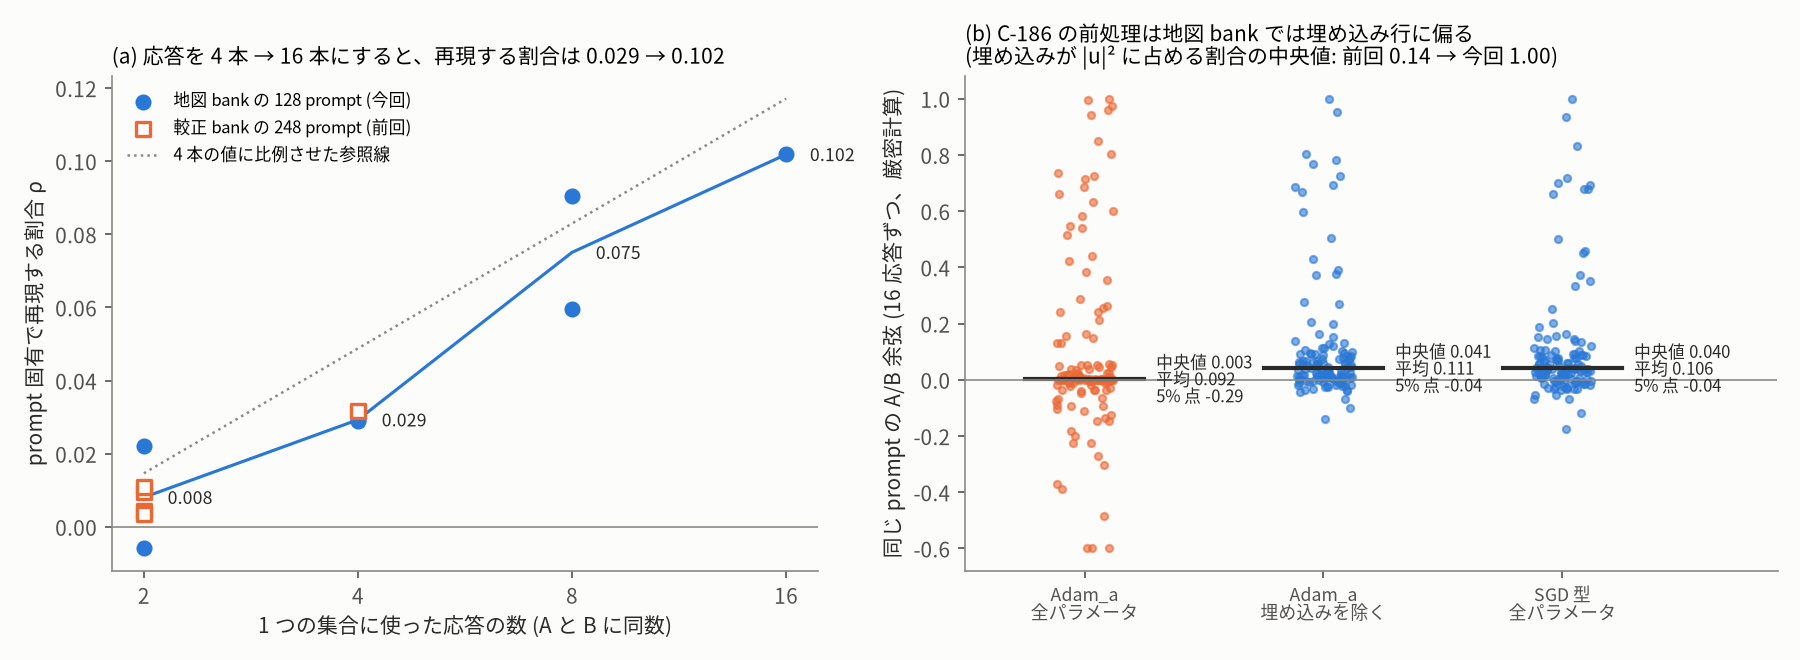 (a) 応答を 4 本 → 16 本にすると、再現する割合は 0.029 → 0.102
0.12
0.10
0.08
0.06
0.04
0.02
0.00
prompt 固有で再現する割合 ρ
地図 bank の 128 prompt (今回)
較正 bank の 248 prompt (前回)
4 本の値に比例させた参照線
0.008
0.029
0.075
0.102
2
4
8
16
1 つの集合に使った応答の数 (A と B に同数)
(b) C-186 の前処理は地図 bank では埋め込み行に偏る
(埋め込みが |u|² に占める割合の中央値: 前回 0.14 → 今回 1.00)
同じ prompt の A/B 余弦 (16 応答ずつ、厳密計算)
1.0
0.8
0.6
0.4
0.2
0.0
-0.2
-0.4
-0.6
中央値 0.003
平均 0.092
5% 点 -0.29
中央値 0.041
平均 0.111
5% 点 -0.04
中央値 0.040
平均 0.106
5% 点 -0.04
Adam_a
全パラメータ
Adam_a
埋め込みを除く
SGD 型
全パラメータ